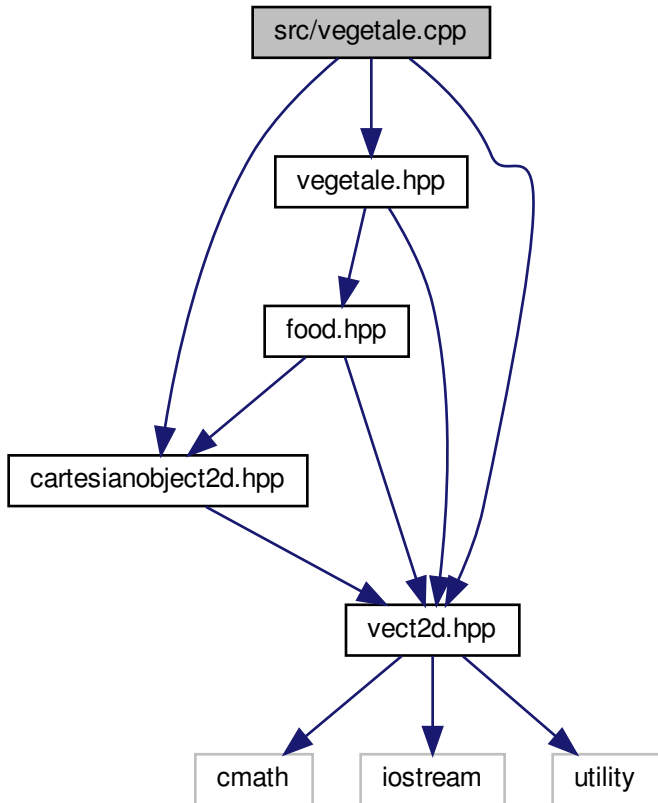 src/vegetale.cpp
vegetale.hpp
food.hpp
cartesianobject2d.hpp
vect2d.hpp
cmath
iostream
utility